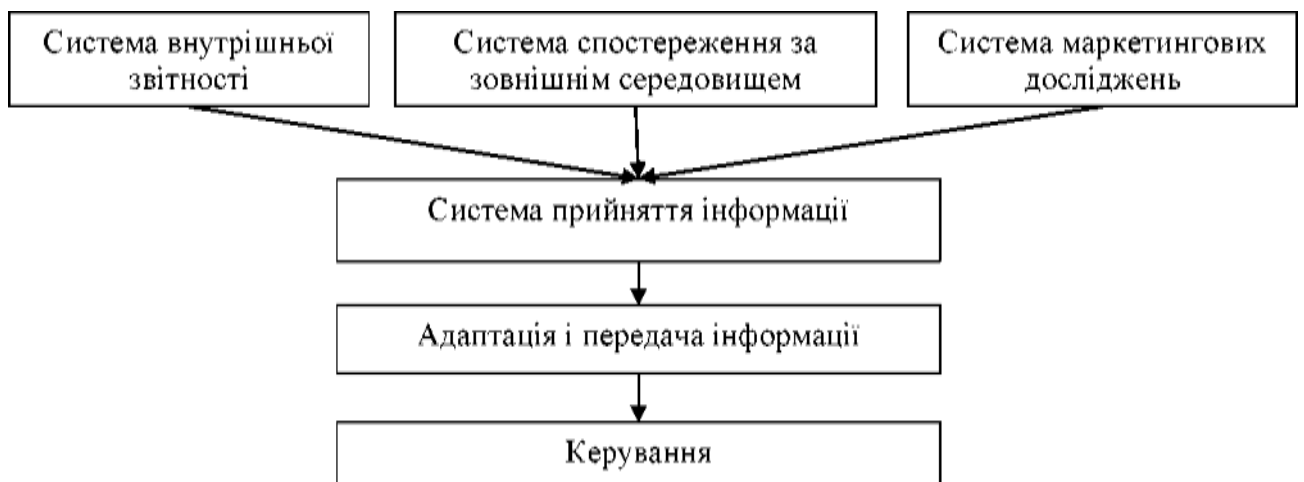 Система внутрішньої
звітності
Система спостереження за
зовнішнім середовищем
Система маркетингових
досліджень
Система прийняття інформації
Адаптація і передача інформації
Керування